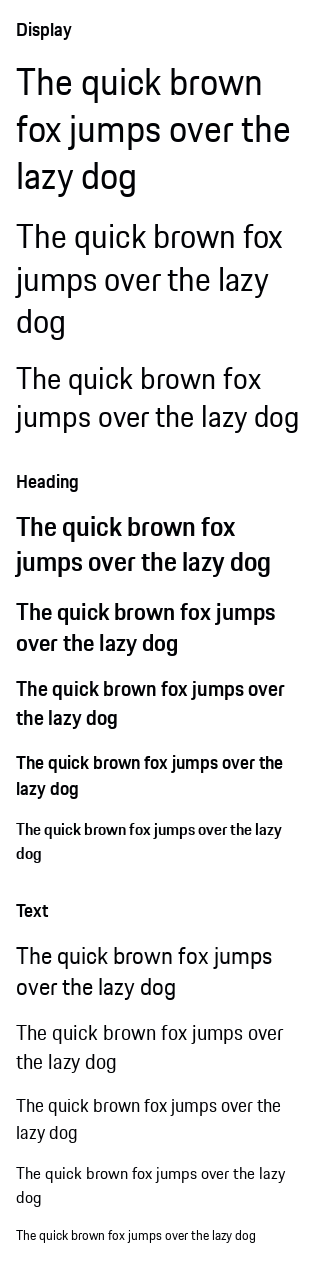 Display
The quick brown
fox jumps over the
lazy dog
The quick brown fox
jumps over the lazy
dog
The quick brown fox
jumps over the lazy dog
Heading
The quick brown fox
jumps over the lazy dog
The quick brown fox jumps
over the lazy dog
The quick brown fox jumps over
the lazy dog
The quick brown fox jumps over the
lazy dog
The quick brown fox jumps over the lazy
dog
Text
The quick brown fox jumps
over the lazy dog
The quick brown fox jumps over
the lazy dog
The quick brown fox jumps over the
lazy dog
The quick brown fox jumps over the lazy
dog
The quick brown fox jumps over the lazy dog